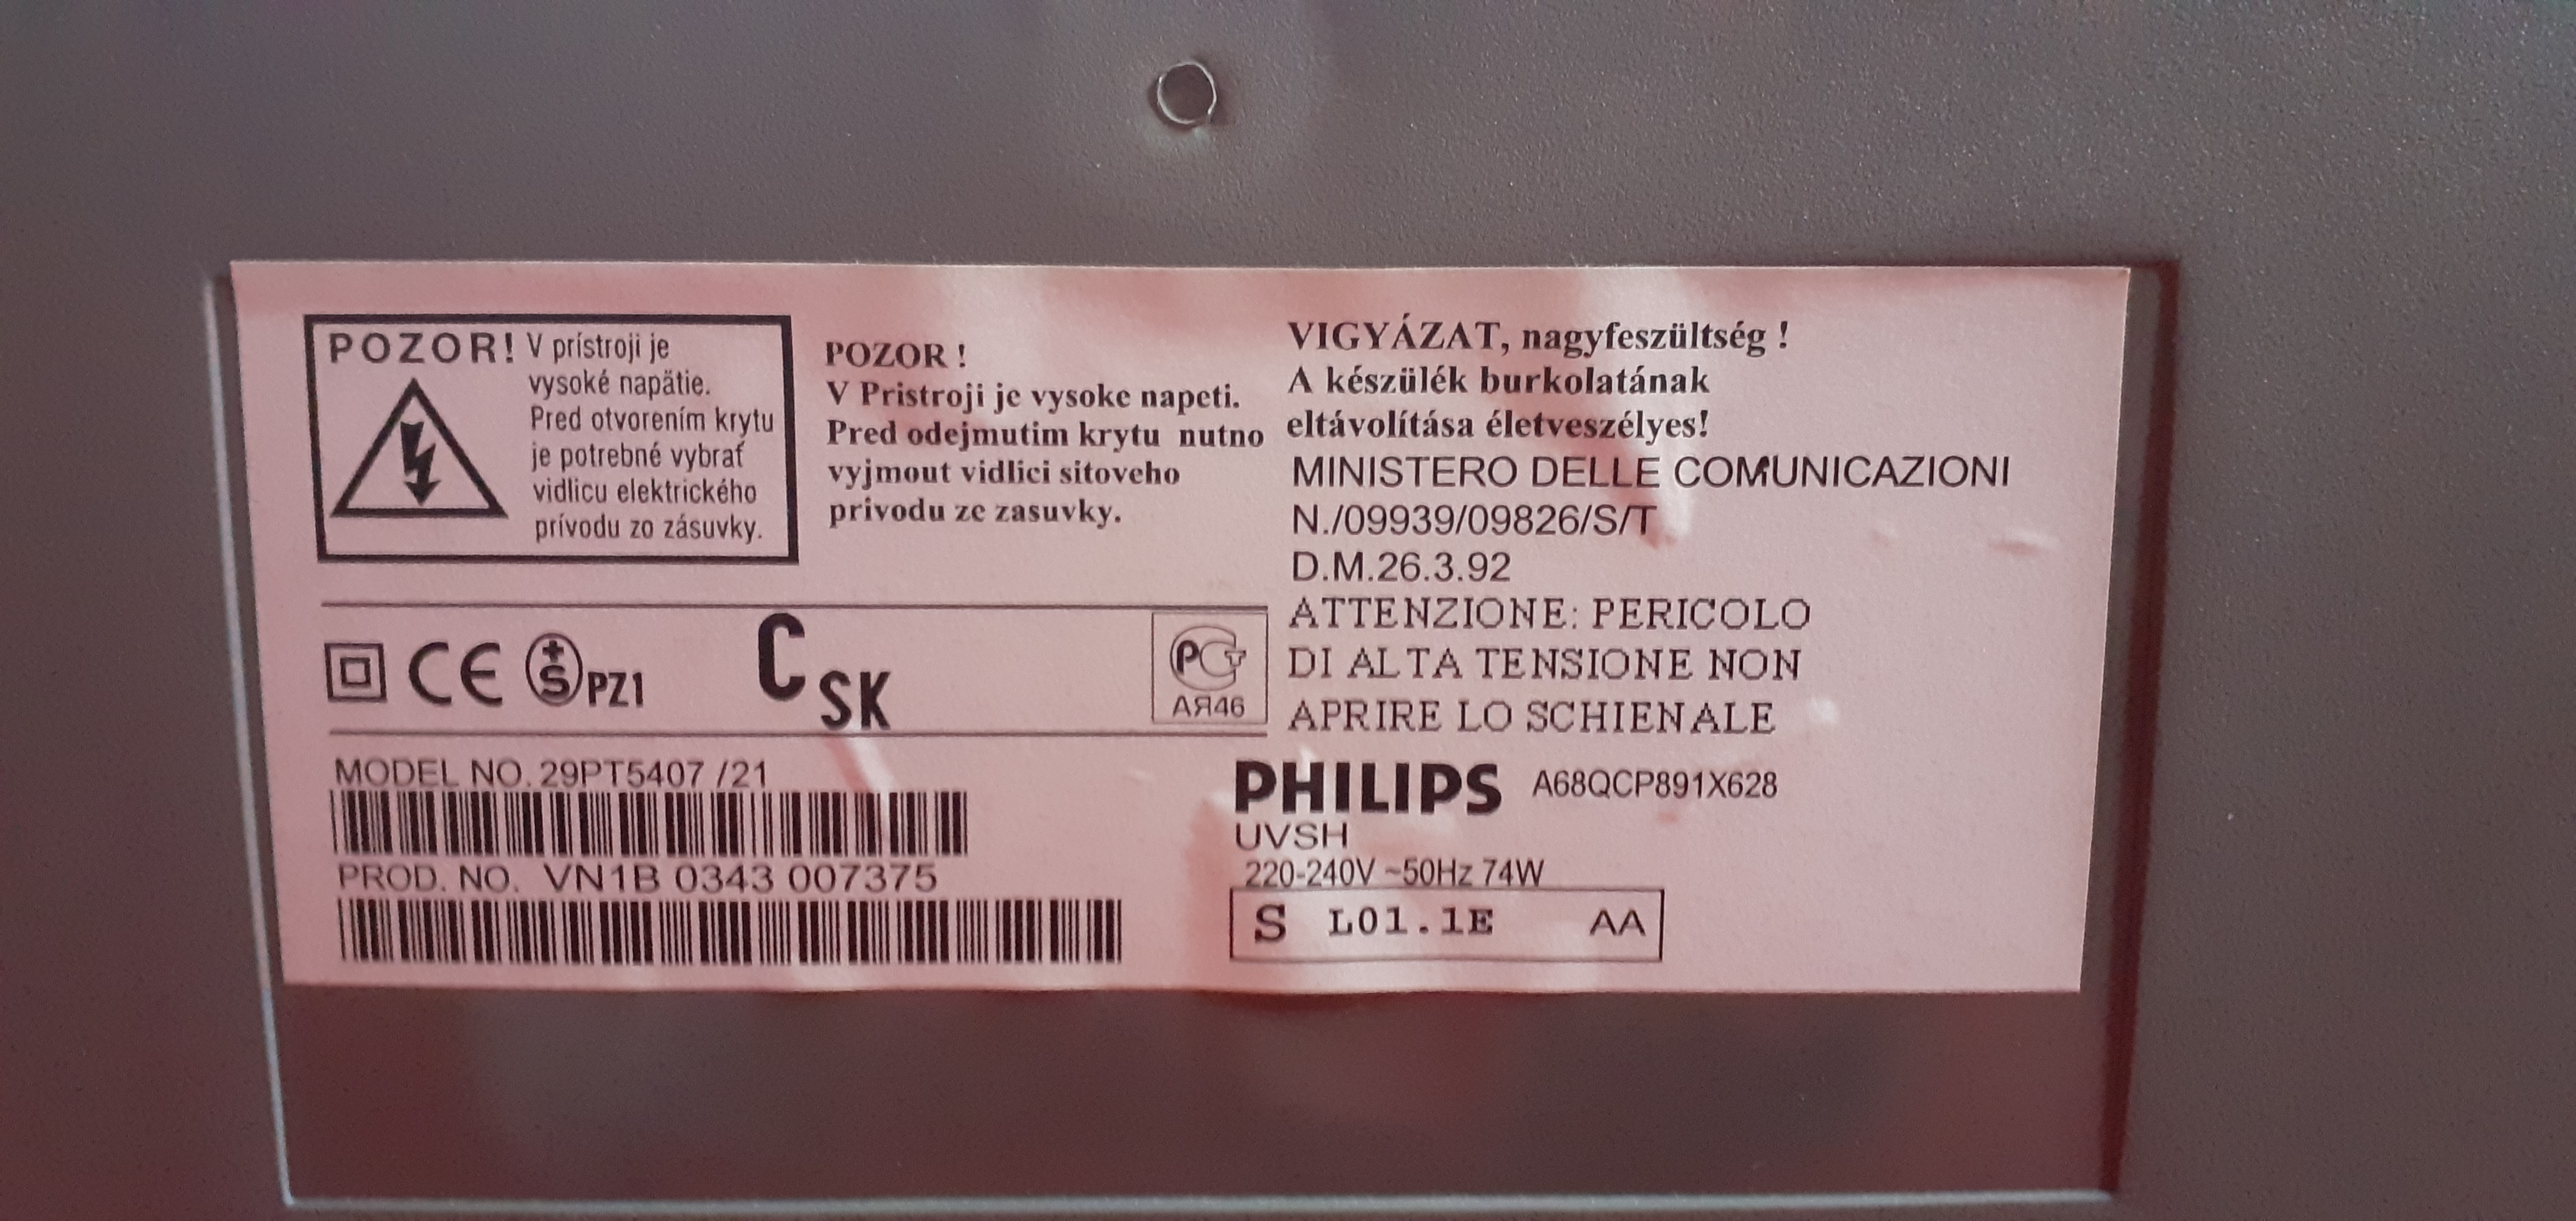 POZOR! V prístroji je
vysoké napätie.
Pred otvorením krytu
je potrebné vybrať
vidlicu elektrického
prívodu zo zásuvky.
POZOR !
V Pristroji je vysoke napeti.
Pred odejmutim krytu nutno
vyjmout vidlici sitoveho
privodu ze zasuvky.
VIGYÁZAT, nagyfeszültség !
A készülék burkolatának
eltávolítása életveszélyes!
MINISTERO DELLE COMUNICAZIONI
N./09939/09826/S/T
D.M.26.3.92
ATTENZIONE: PERICOLO
DI ALTA TENSIONE NON
APRIRE LO SCHIENALE
CE +S PZ1 CSK
РСТ
АЯ46
MODEL NO. 29PT5407 /21
PROD. NO. VN1B 0343 007375
PHILIPS A68QCP891X628
UVSH
220-240V ~50Hz 74W
S L01.1E AA